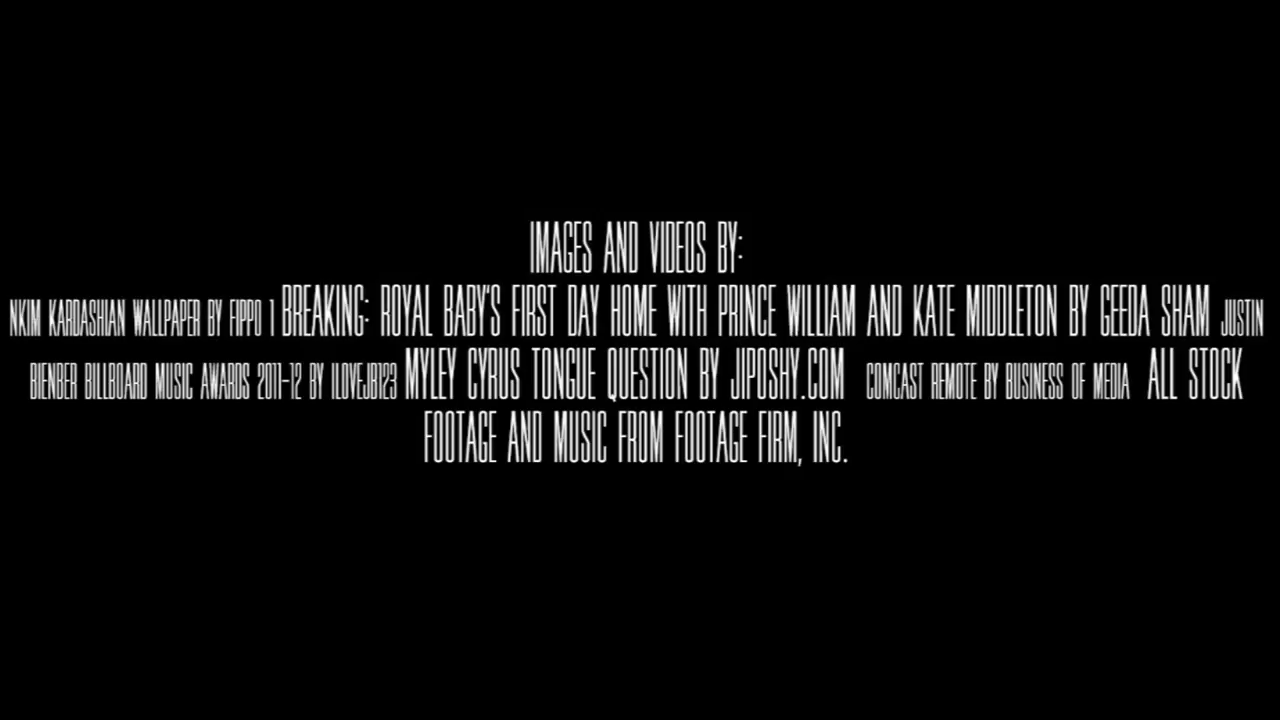 IMAGES AND VIDEOS BY:
NKIM KARDASHIAN WALLPAPER BY FIPPO 1 BREAKING: ROYAL BABY'S FIRST DAY HOME WITH PRINCE WILLIAM AND KATE MIDDLETON BY GEEDA SHAM JUSTIN
BIENBER BILLBOARD MUSIC AWARDS 2011-12 BY ILOVEJB123 MYLEY CYRUS TONGUE QUESTION BY JIPOSHY.COM COMCAST REMOTE BY BUSINESS OF MEDIA ALL STOCK
FOOTAGE AND MUSIC FROM FOOTAGE FIRM, INC.